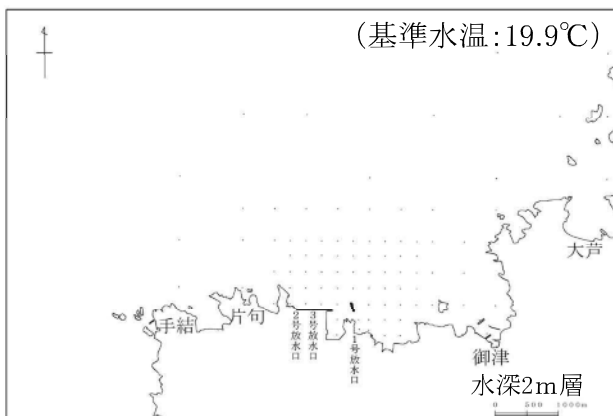 (基準水温:19.9℃)
大芦
手結
片句
2号放水口
3号放水口
1号放水口
御津
水深2m層
0 500 1000m